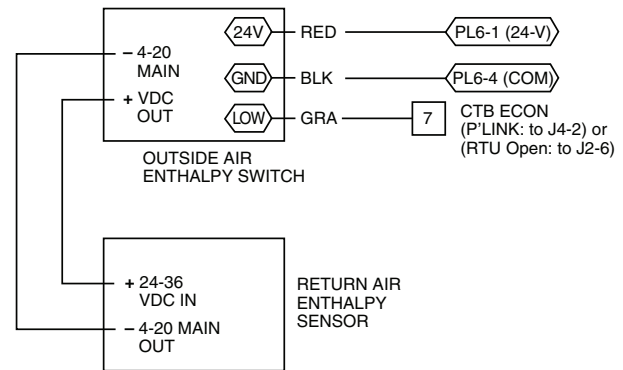 24V RED PL6-1 (24-V)
– 4-20
MAIN
GND BLK PL6-4 (COM)
+ VDC
OUT
LOW GRA 7 CTB ECON
(P'LINK: to J4-2) or
(RTU Open: to J2-6)
OUTSIDE AIR
ENTHALPY SWITCH
+ 24-36
VDC IN
– 4-20 MAIN
OUT
RETURN AIR
ENTHALPY
SENSOR